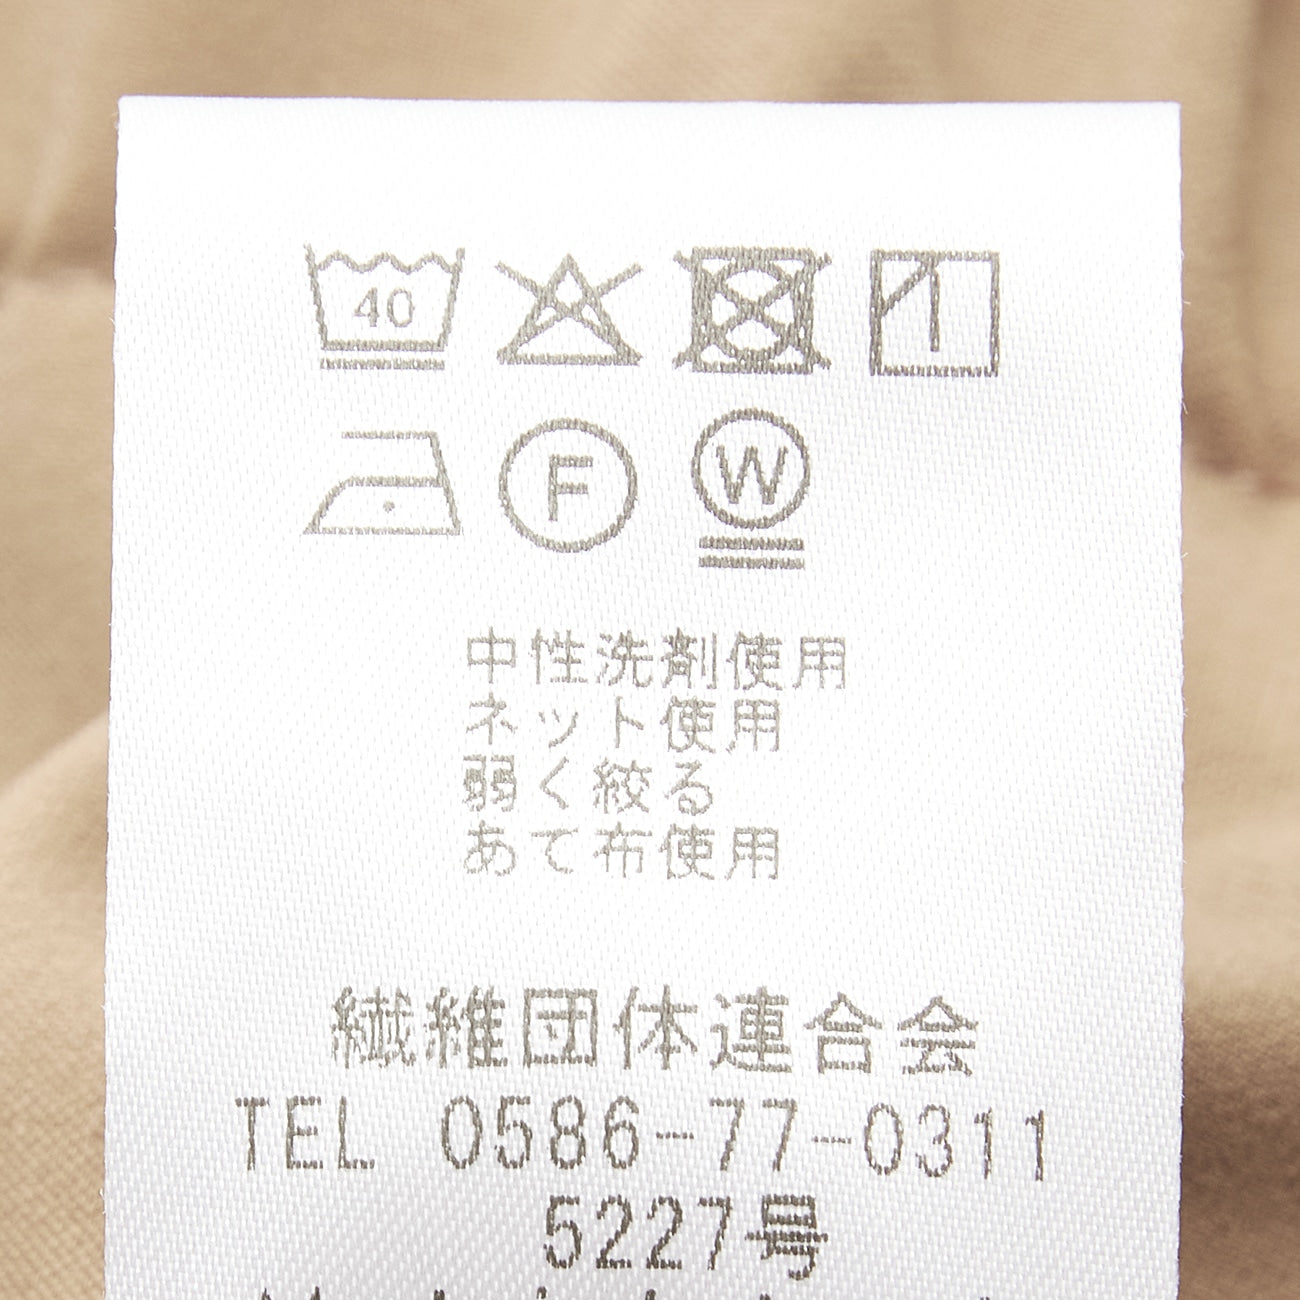 40
F W
中性洗剤使用
ネット使用
弱く絞る
あて布使用
繊維団体連合会
TEL 0586-77-0311
5227号